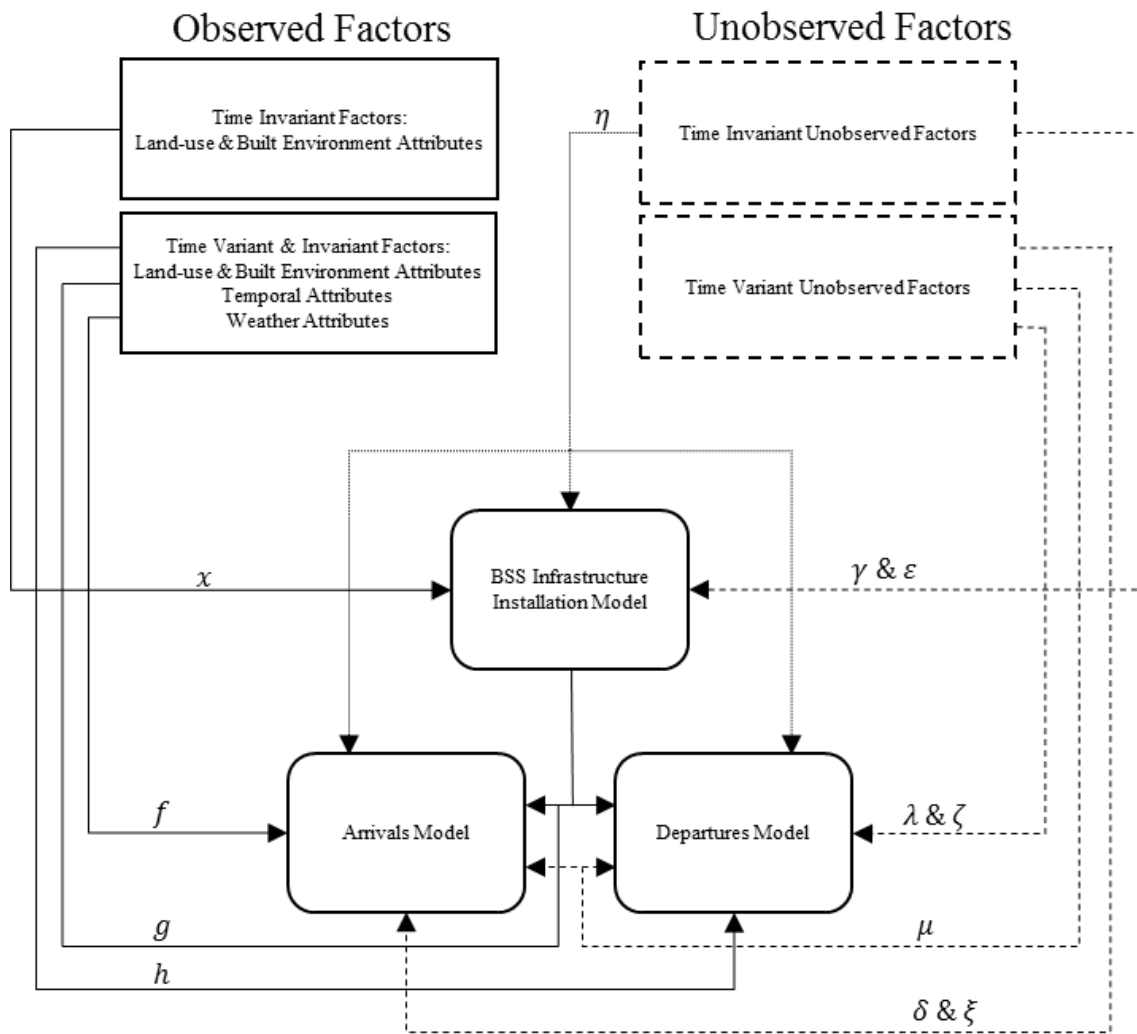 Observed Factors
Unobserved Factors
Time Invariant Factors:
Land-use & Built Environment Attributes
η
Time Invariant Unobserved Factors
Time Variant & Invariant Factors:
Land-use & Built Environment Attributes
Temporal Attributes
Weather Attributes
Time Variant Unobserved Factors
x
BSS Infrastructure
Installation Model
γ & ε
f
Arrivals Model
Departures Model
λ & ζ
g
μ
h
δ & ξ